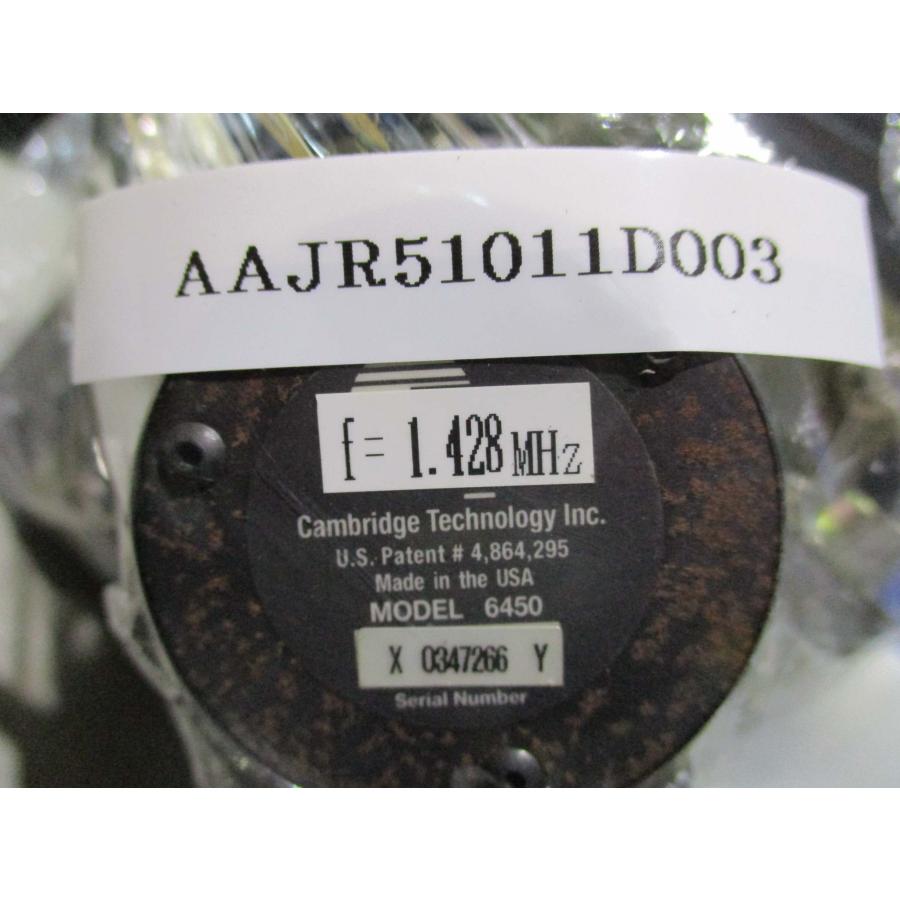 AAJR51011D003
f= 1.428 MHz
Cambridge Technology Inc.
U.S. Patent # 4,864,295
Made in the USA
MODEL 6450
X 0347266 Y
Serial Number